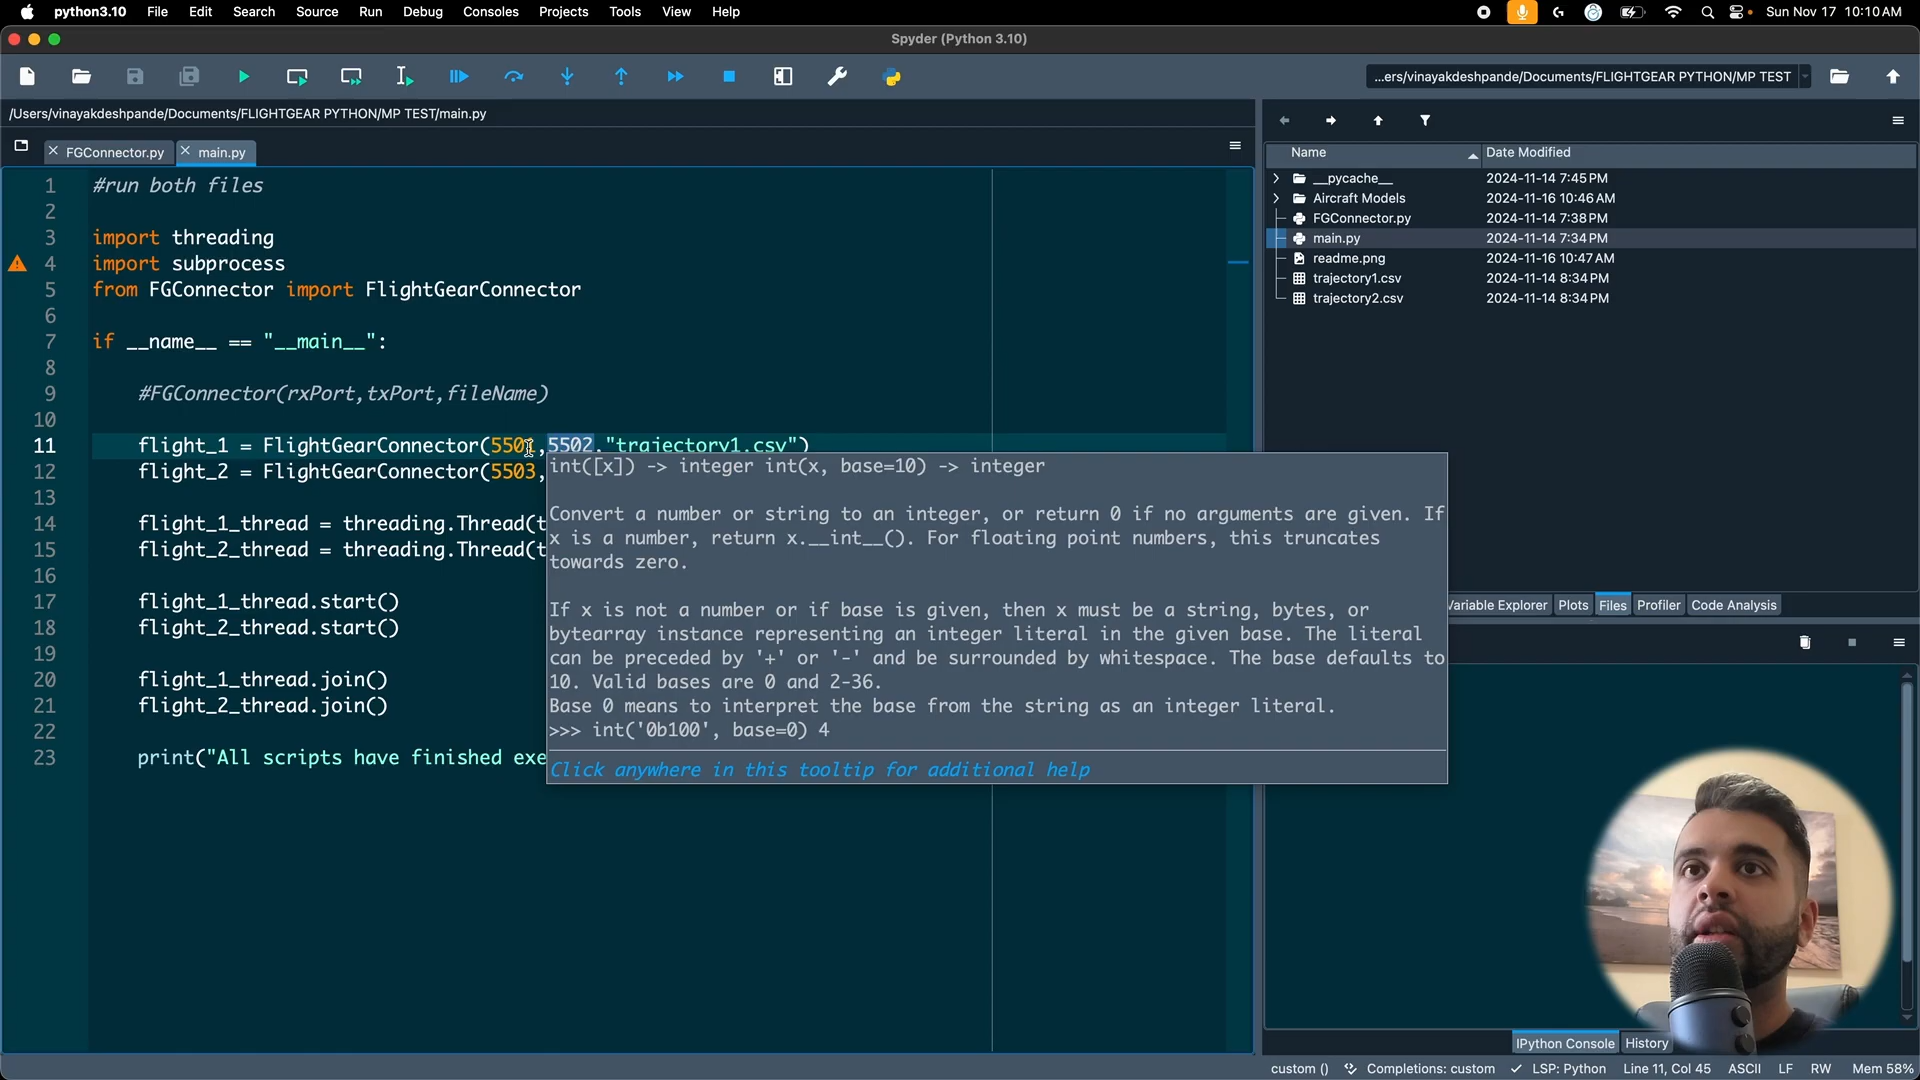 python3.10 File Edit Search Source Run Debug Consoles Projects Tools View Help Sun Nov 17 10:10 AM
Spyder (Python 3.10)
...ers/vinayakdeshpande/Documents/FLIGHTGEAR PYTHON/MP TEST
/Users/vinayakdeshpande/Documents/FLIGHTGEAR PYTHON/MP TEST/main.py
FGConnector.py main.py
1 #run both files
2
3 import threading
4 import subprocess
5 from FGConnector import FlightGearConnector
6
7 if __name__ == "__main__":
8
9 #FGConnector(rxPort,txPort,fileName)
10
11 flight_1 = FlightGearConnector(5501,5502,"trajectory1.csv")
12 flight_2 = FlightGearConnector(5503,
13
14 flight_1_thread = threading.Thread(t
15 flight_2_thread = threading.Thread(t
16
17 flight_1_thread.start()
18 flight_2_thread.start()
19
20 flight_1_thread.join()
21 flight_2_thread.join()
22
23 print("All scripts have finished exe
int([x]) -> integer int(x, base=10) -> integer
Convert a number or string to an integer, or return 0 if no arguments are given. If
x is a number, return x.__int__(). For floating point numbers, this truncates
towards zero.
If x is not a number or if base is given, then x must be a string, bytes, or
bytearray instance representing an integer literal in the given base. The literal
can be preceded by '+' or '-' and be surrounded by whitespace. The base defaults to
10. Valid bases are 0 and 2-36.
Base 0 means to interpret the base from the string as an integer literal.
>>> int('0b100', base=0) 4
Click anywhere in this tooltip for additional help
Name Date Modified
__pycache__ 2024-11-14 7:45 PM
Aircraft Models 2024-11-16 10:46 AM
FGConnector.py 2024-11-14 7:38 PM
main.py 2024-11-14 7:34 PM
readme.png 2024-11-16 10:47 AM
trajectory1.csv 2024-11-14 8:34 PM
trajectory2.csv 2024-11-14 8:34 PM
Variable Explorer Plots Files Profiler Code Analysis
IPython Console History
custom () Completions: custom LSP: Python Line 11, Col 45 ASCII LF RW Mem 58%